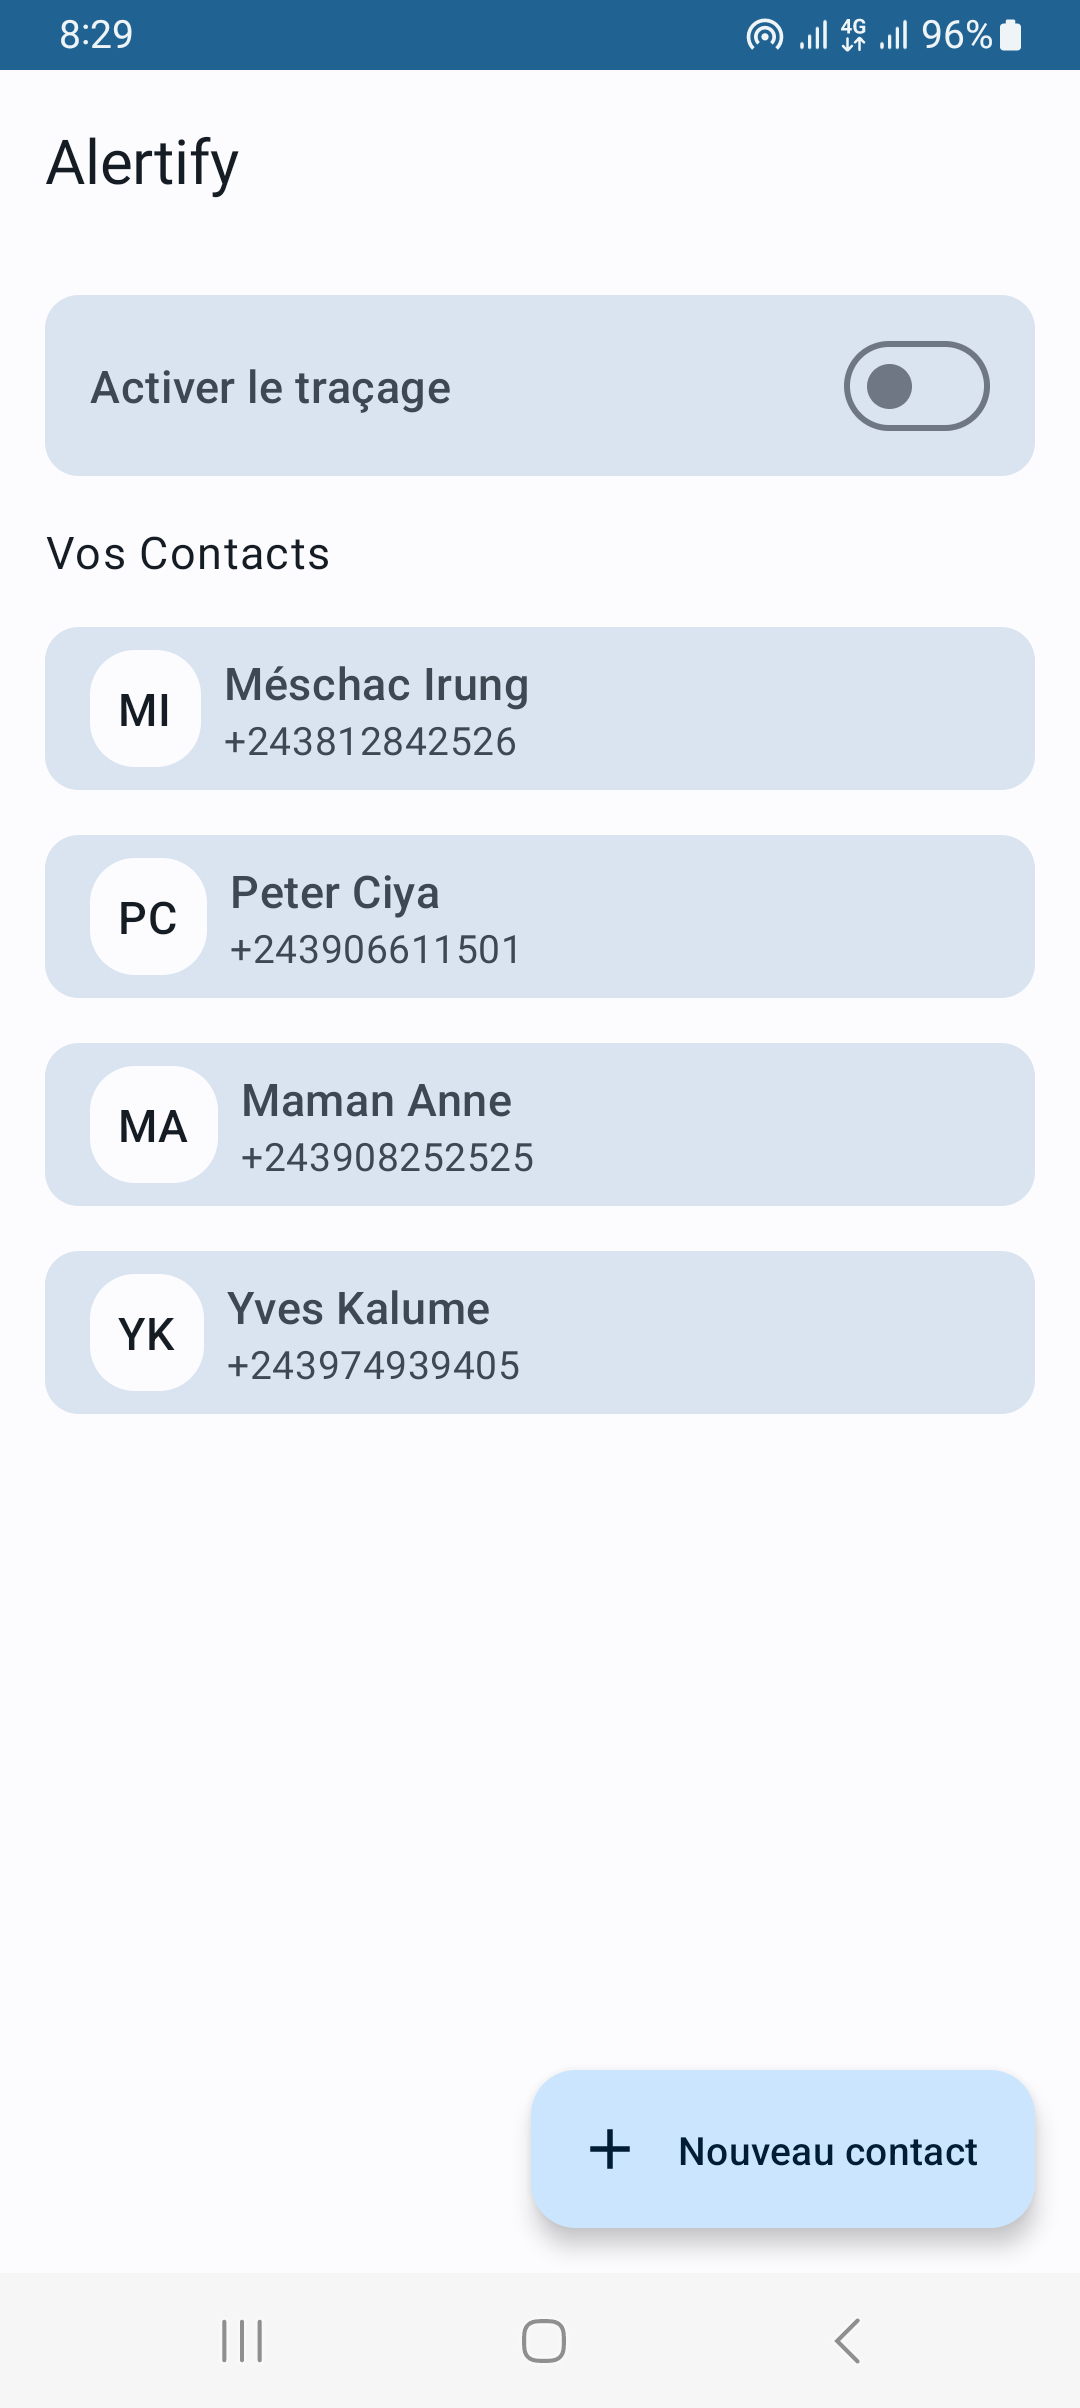 8:29
4G
96%
Alertify
Activer le traçage
Vos Contacts
MI
Méschac Irung
+243812842526
PC
Peter Ciya
+243906611501
MA
Maman Anne
+243908252525
YK
Yves Kalume
+243974939405
Nouveau contact